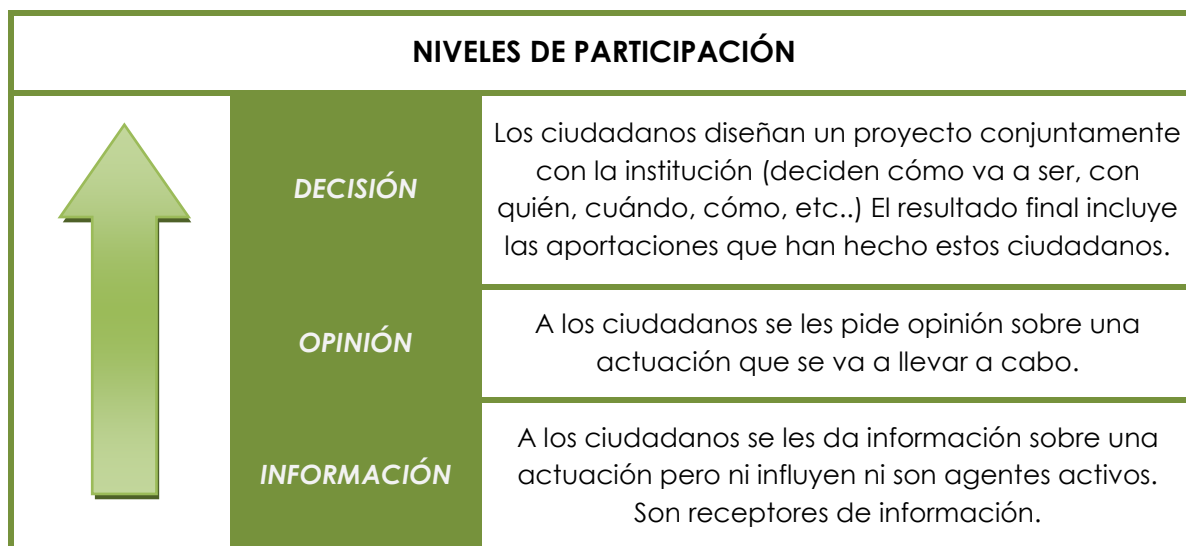 NIVELES DE PARTICIPACIÓN
DECISIÓN
Los ciudadanos diseñan un proyecto conjuntamente
con la institución (deciden cómo va a ser, con
quién, cuándo, cómo, etc..) El resultado final incluye
las aportaciones que han hecho estos ciudadanos.
OPINIÓN
A los ciudadanos se les pide opinión sobre una
actuación que se va a llevar a cabo.
INFORMACIÓN
A los ciudadanos se les da información sobre una
actuación pero ni influyen ni son agentes activos.
Son receptores de información.